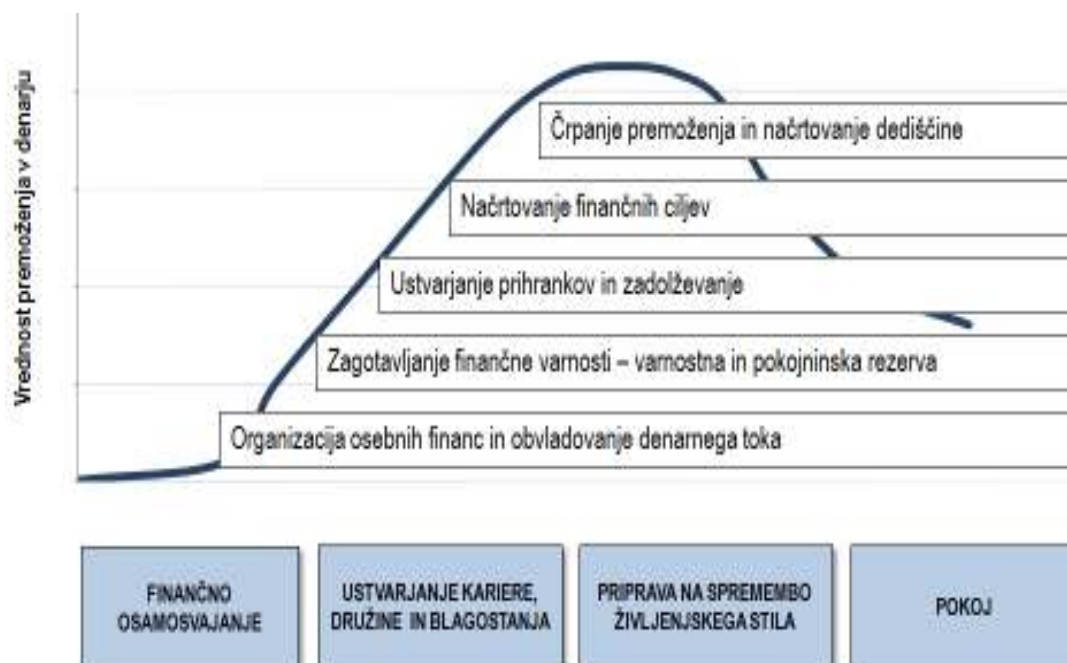 Vrednost premoženja v denarju
Črpanje premoženja in načrtovanje dediščine
Načrtovanje finančnih ciljev
Ustvarjanje prihrankov in zadolževanje
Zagotavljanje finančne varnosti – varnostna in pokojninska rezerva
Organizacija osebnih financ in obvladovanje denarnega toka
FINANČNO
OSAMOSVAJANJE
USTVARJANJE KARIERE,
DRUŽINE IN BLAGOSTANJA
PRIPRAVA NA SPREMEMBO
ŽIVLJENJSKEGA STILA
POKOJ